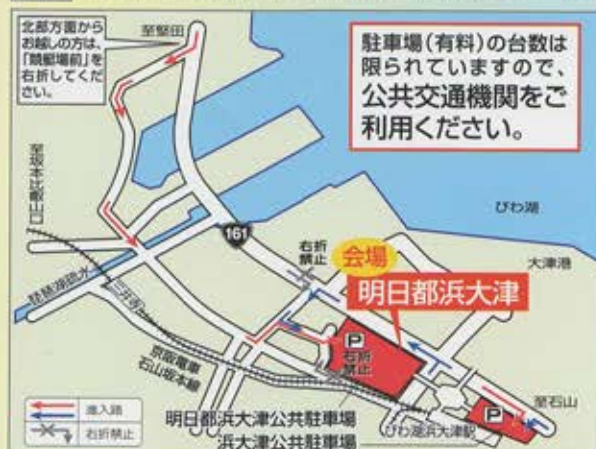 北部方面から
お越しの方は、
「競艇場前」を
右折してくだ
さい。
至堅田
駐車場(有料)の台数は
限られていますので、
公共交通機関をご
利用ください。
至坂本比叡山口
びわ湖
161
右折
禁止
会場
大津港
明日都浜大津
琵琶湖疏水
三井寺
P
右折
禁止
京阪電車
石山坂本線
至石山
P
進入路
右折禁止
明日都浜大津公共駐車場
びわ湖浜大津駅
浜大津公共駐車場